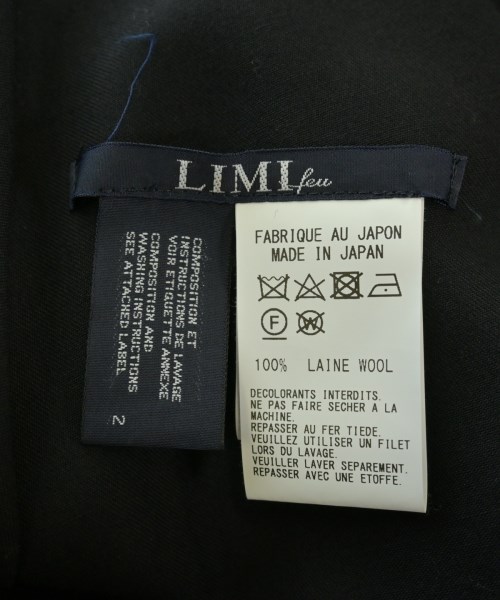 LIMI feu
COMPOSITION ET
INSTRUCTIONS DE LAVAGE
VOIR ETIQUETTE ANNEXE
COMPOSITION AND
WASHING INSTRUCTIONS
SEE ATTACHED LABEL
2
FABRIQUE AU JAPON
MADE IN JAPAN
F W
100% LAINE WOOL
DECOLORANTS INTERDITS.
NE PAS FAIRE SECHER A LA
MACHINE.
REPASSER AU FER TIEDE.
VEUILLEZ UTILISER UN FILET
LORS DU LAVAGE.
VEUILLER LAVER SEPAREMENT.
REPASSER AVEC UNE ETOFFE.